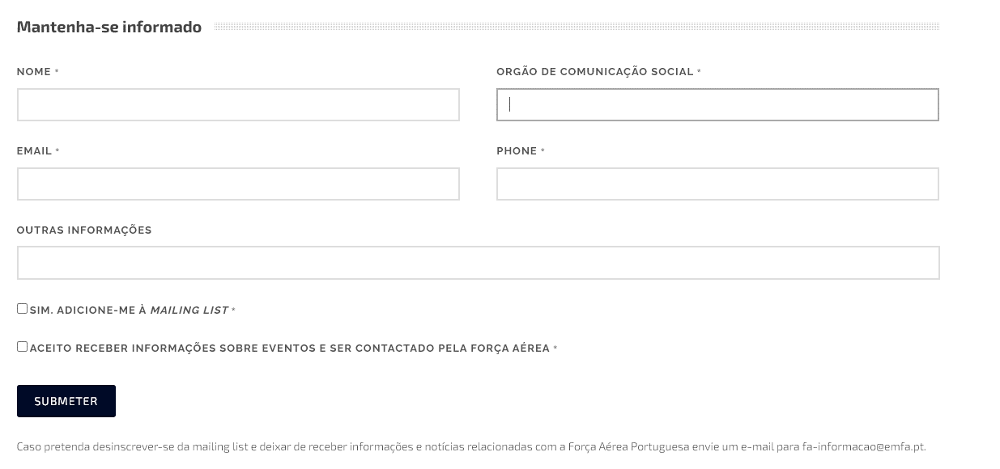 Mantenha-se informado
NOME *
ORGÃO DE COMUNICAÇÃO SOCIAL *
EMAIL *
PHONE *
OUTRAS INFORMAÇÕES
SIM. ADICIONE-ME À MAILING LIST *
ACEITO RECEBER INFORMAÇÕES SOBRE EVENTOS E SER CONTACTADO PELA FORÇA AÉREA *
SUBMETER
Caso pretenda desinscrever-se da mailing list e deixar de receber informações e notícias relacionadas com a Força Aérea Portuguesa envie um e-mail para fa-informacao@emfa.pt.